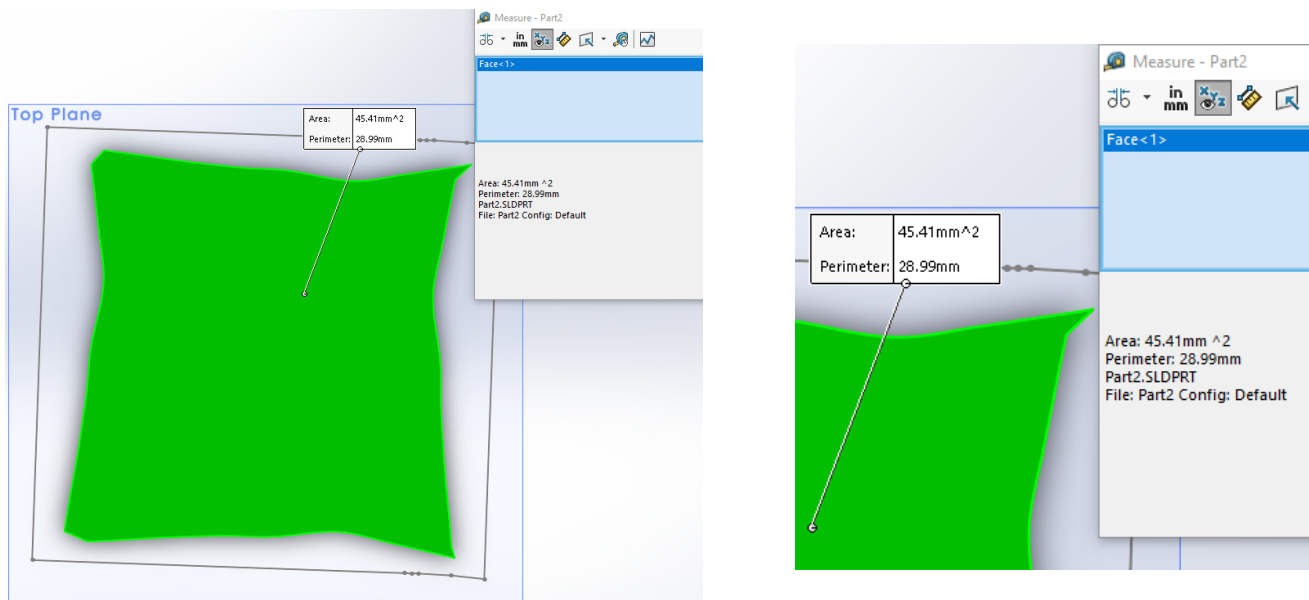 Measure - Part2
in
mm
XYZ
Face<1>
Top Plane
Area: 45.41mm^2
Perimeter: 28.99mm
Area: 45.41mm ^2
Perimeter: 28.99mm
Part2.SLDPRT
File: Part2 Config: Default
Measure - Part2
in
mm
XYZ
Face<1>
Area: 45.41mm^2
Perimeter: 28.99mm
Area: 45.41mm ^2
Perimeter: 28.99mm
Part2.SLDPRT
File: Part2 Config: Default